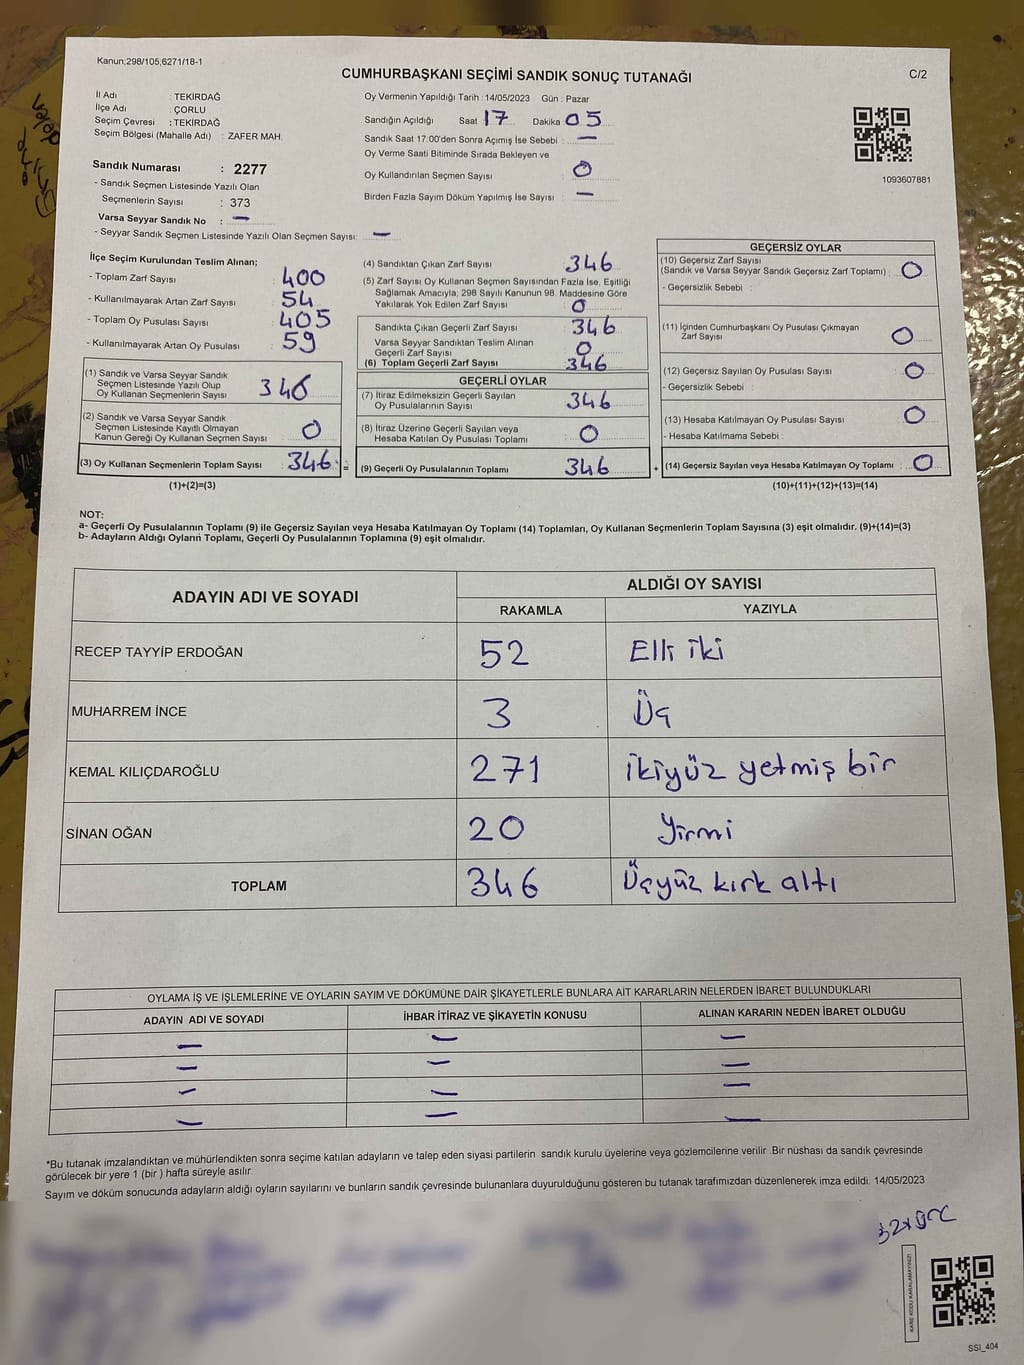 Kanun;298/105;6271/18-1
CUMHURBAŞKANI SEÇİMİ SANDIK SONUÇ TUTANAĞI
C/2
İl Adı : TEKİRDAĞ
İlçe Adı : ÇORLU
Seçim Çevresi : TEKİRDAĞ
Seçim Bölgesi (Mahalle Adı) : ZAFER MAH.
Sandık Numarası : 2277
- Sandık Seçmen Listesinde Yazılı Olan
Seçmenlerin Sayısı : 373
Varsa Seyyar Sandık No : —
- Seyyar Sandık Seçmen Listesinde Yazılı Olan Seçmen Sayısı: —
Oy Vermenin Yapıldığı Tarih : 14/05/2023 Gün : Pazar
Sandığın Açıldığı Saat 17 Dakika 05
Sandık Saat 17:00'den Sonra Açımış İse Sebebi : —
Oy Verme Saati Bitiminde Sırada Bekleyen ve
Oy Kullandırılan Seçmen Sayısı : 0
Birden Fazla Sayım Döküm Yapılmış İse Sayısı : —
1093607881
İlçe Seçim Kurulundan Teslim Alınan;
- Toplam Zarf Sayısı : 400
- Kullanılmayarak Artan Zarf Sayısı : 54
- Toplam Oy Pusulası Sayısı : 405
- Kullanılmayarak Artan Oy Pusulası : 59
(1) Sandık ve Varsa Seyyar Sandık
Seçmen Listesinde Yazılı Olup
Oy Kullanan Seçmenlerin Sayısı 346
(2) Sandık ve Varsa Seyyar Sandık
Seçmen Listesinde Kayıtlı Olmayan
Kanun Gereği Oy Kullanan Seçmen Sayısı : 0
(3) Oy Kullanan Seçmenlerin Toplam Sayısı : 346 =
(1)+(2)=(3)
(4) Sandıktan Çıkan Zarf Sayısı : 346
(5) Zarf Sayısı Oy Kullanan Seçmen Sayısından Fazla İse, Eşitliği
Sağlamak Amacıyla; 298 Sayılı Kanunun 98. Maddesine Göre
Yakılarak Yok Edilen Zarf Sayısı : 0
Sandıkta Çıkan Geçerli Zarf Sayısı : 346
Varsa Seyyar Sandıktan Teslim Alınan
Geçerli Zarf Sayısı : 0
(6) Toplam Geçerli Zarf Sayısı : 346
GEÇERLİ OYLAR
(7) İtiraz Edilmeksizin Geçerli Sayılan
Oy Pusulalarının Sayısı : 346
(8) İtiraz Üzerine Geçerli Sayılan veya
Hesaba Katılan Oy Pusulası Toplamı : 0
(9) Geçerli Oy Pusulalarının Toplamı : 346 +
GEÇERSİZ OYLAR
(10) Geçersiz Zarf Sayısı
(Sandık ve Varsa Seyyar Sandık Geçersiz Zarf Toplamı) : 0
- Geçersizlik Sebebi :
(11) İçinden Cumhurbaşkanı Oy Pusulası Çıkmayan
Zarf Sayısı : 0
(12) Geçersiz Sayılan Oy Pusulası Sayısı : 0
- Geçersizlik Sebebi :
(13) Hesaba Katılmayan Oy Pusulası Sayısı : 0
- Hesaba Katılmama Sebebi :
(14) Geçersiz Sayılan veya Hesaba Katılmayan Oy Toplamı : 0
(10)+(11)+(12)+(13)=(14)
NOT:
a- Geçerli Oy Pusulalarının Toplamı (9) ile Geçersiz Sayılan veya Hesaba Katılmayan Oy Toplamı (14) Toplamları, Oy Kullanan Seçmenlerin Toplam Sayısına (3) eşit olmalıdır. (9)+(14)=(3)
b- Adayların Aldığı Oyların Toplamı, Geçerli Oy Pusulalarının Toplamına (9) eşit olmalıdır.
ADAYIN ADI VE SOYADI
ALDIĞI OY SAYISI
RAKAMLA YAZIYLA
RECEP TAYYİP ERDOĞAN 52 Elli iki
MUHARREM İNCE 3 Üç
KEMAL KILIÇDAROĞLU 271 ikiyüz yetmiş bir
SİNAN OĞAN 20 Yirmi
TOPLAM 346 Üçyüz kırk altı
OYLAMA İŞ VE İŞLEMLERİNE VE OYLARIN SAYIM VE DÖKÜMÜNE DAİR ŞİKAYETLERLE BUNLARA AİT KARARLARIN NELERDEN İBARET BULUNDUKLARI
ADAYIN ADI VE SOYADI İHBAR İTİRAZ VE ŞİKAYETİN KONUSU ALINAN KARARIN NEDEN İBARET OLDUĞU
— — —
— — —
— — —
— — —
*Bu tutanak imzalandıktan ve mühürlendikten sonra seçime katılan adayların ve talep eden siyasi partilerin sandık kurulu üyelerine veya gözlemcilerine verilir .Bir nüshası da sandık çevresinde
görülecek bir yere 1 (bir ) hafta süreyle asılır.
Sayım ve döküm sonucunda adayların aldığı oyların sayılarını ve bunların sandık çevresinde bulunanlara duyurulduğunu gösteren bu tutanak tarafımızdan düzenlenerek imza edildi. 14/05/2023
KARE KODU KARALAMAYINIZ!
SSI_404